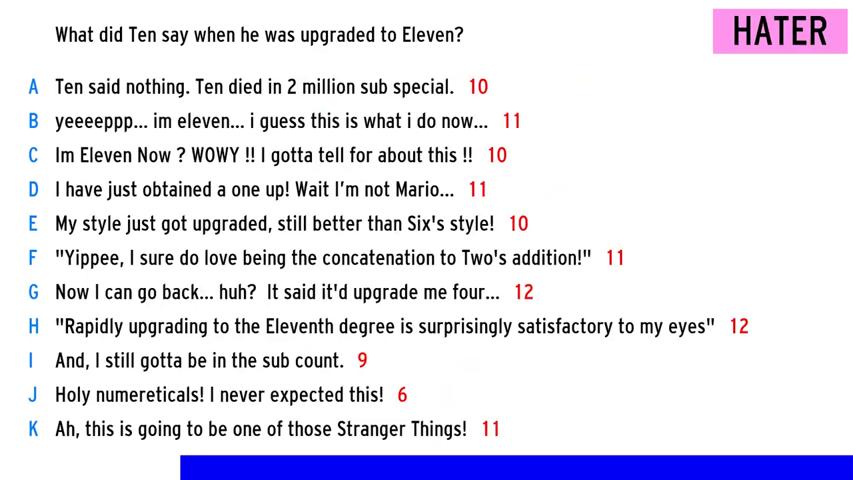 What did Ten say when he was upgraded to Eleven?
HATER
A Ten said nothing. Ten died in 2 million sub special. 10
B yeeeeppp... im eleven... i guess this is what i do now... 11
C Im Eleven Now ? WOWY !! I gotta tell for about this !! 10
D I have just obtained a one up! Wait I'm not Mario... 11
E My style just got upgraded, still better than Six's style! 10
F "Yippee, I sure do love being the concatenation to Two's addition!" 11
G Now I can go back... huh? It said it'd upgrade me four... 12
H "Rapidly upgrading to the Eleventh degree is surprisingly satisfactory to my eyes" 12
I And, I still gotta be in the sub count. 9
J Holy numereticals! I never expected this! 6
K Ah, this is going to be one of those Stranger Things! 11